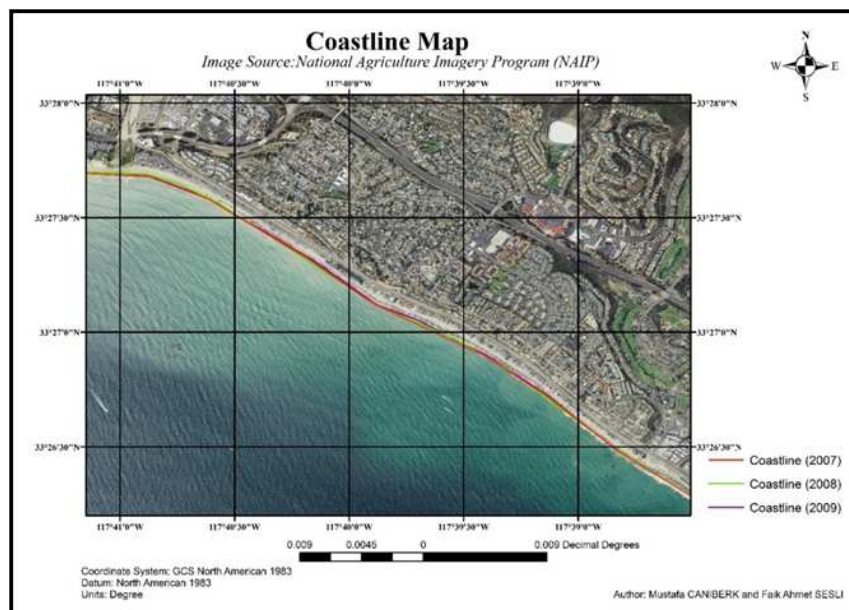 Coastline Map
Image Source:National Agriculture Imagery Program (NAIP)
N
W E
S
117°41'0"W 117°40'30"W 117°40'0"W 117°39'30"W 117°39'0"W
33°28'0"N 33°28'0"N
33°27'30"N 33°27'30"N
33°27'0"N 33°27'0"N
33°26'30"N 33°26'30"N
Coastline (2007)
Coastline (2008)
Coastline (2009)
117°41'0"W 117°40'30"W 117°40'0"W 117°39'30"W 117°39'0"W
0.009 0.0045 0 0.009 Decimal Degrees
Coordinate System: GCS North American 1983
Datum: North American 1983
Units: Degree
Author: Mustafa CANIBERK and Faik Ahmet SESLI